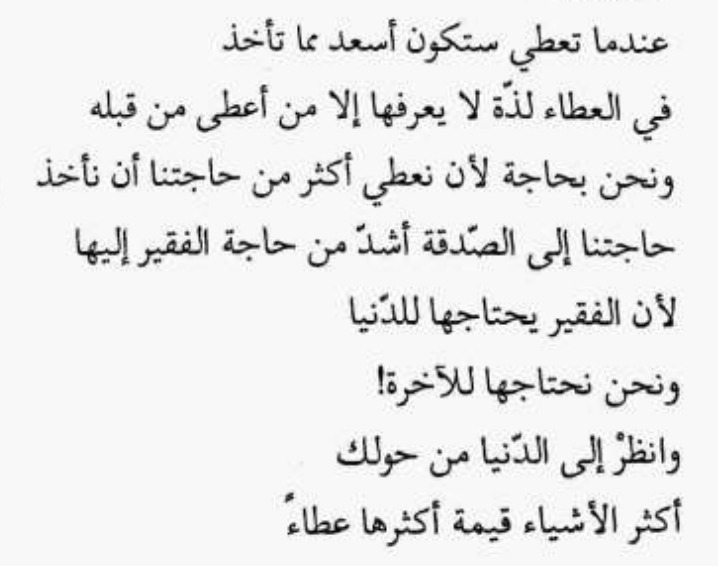 عندما تعطي ستكون أسعد مما تأخذ
في العطاء لذّة لا يعرفها إلا من أعطى من قبله
ونحن بحاجة لأن نعطي أكثر من حاجتنا أن نأخذ
حاجتنا إلى الصّدقة أشدّ من حاجة الفقير إليها
لأن الفقير يحتاجها للدّنيا
ونحن نحتاجها للآخرة!
وانظرْ إلى الدّنيا من حولك
أكثر الأشياء قيمة أكثرها عطاءً